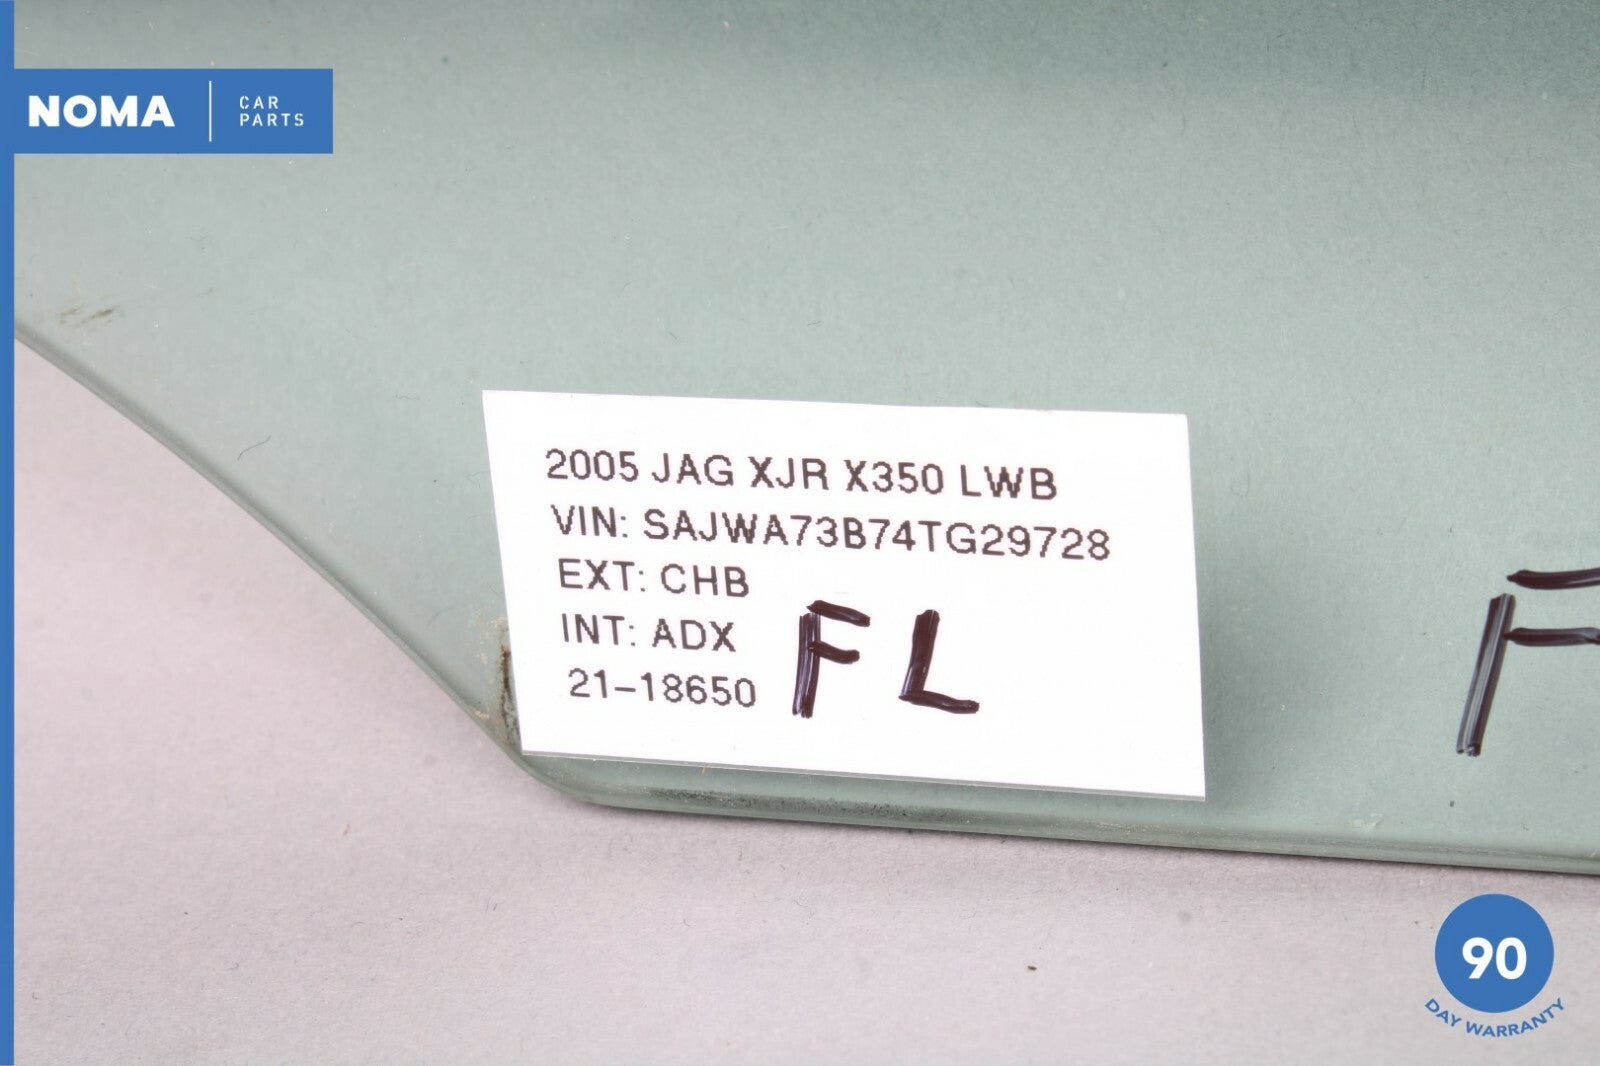 NOMA
CAR
PARTS
2005 JAG XJR X350 LWB
VIN: SAJWA73B74TG29728
EXT: CHB
INT: ADX
21-18650
FL
F
90
DAY WARRANTY